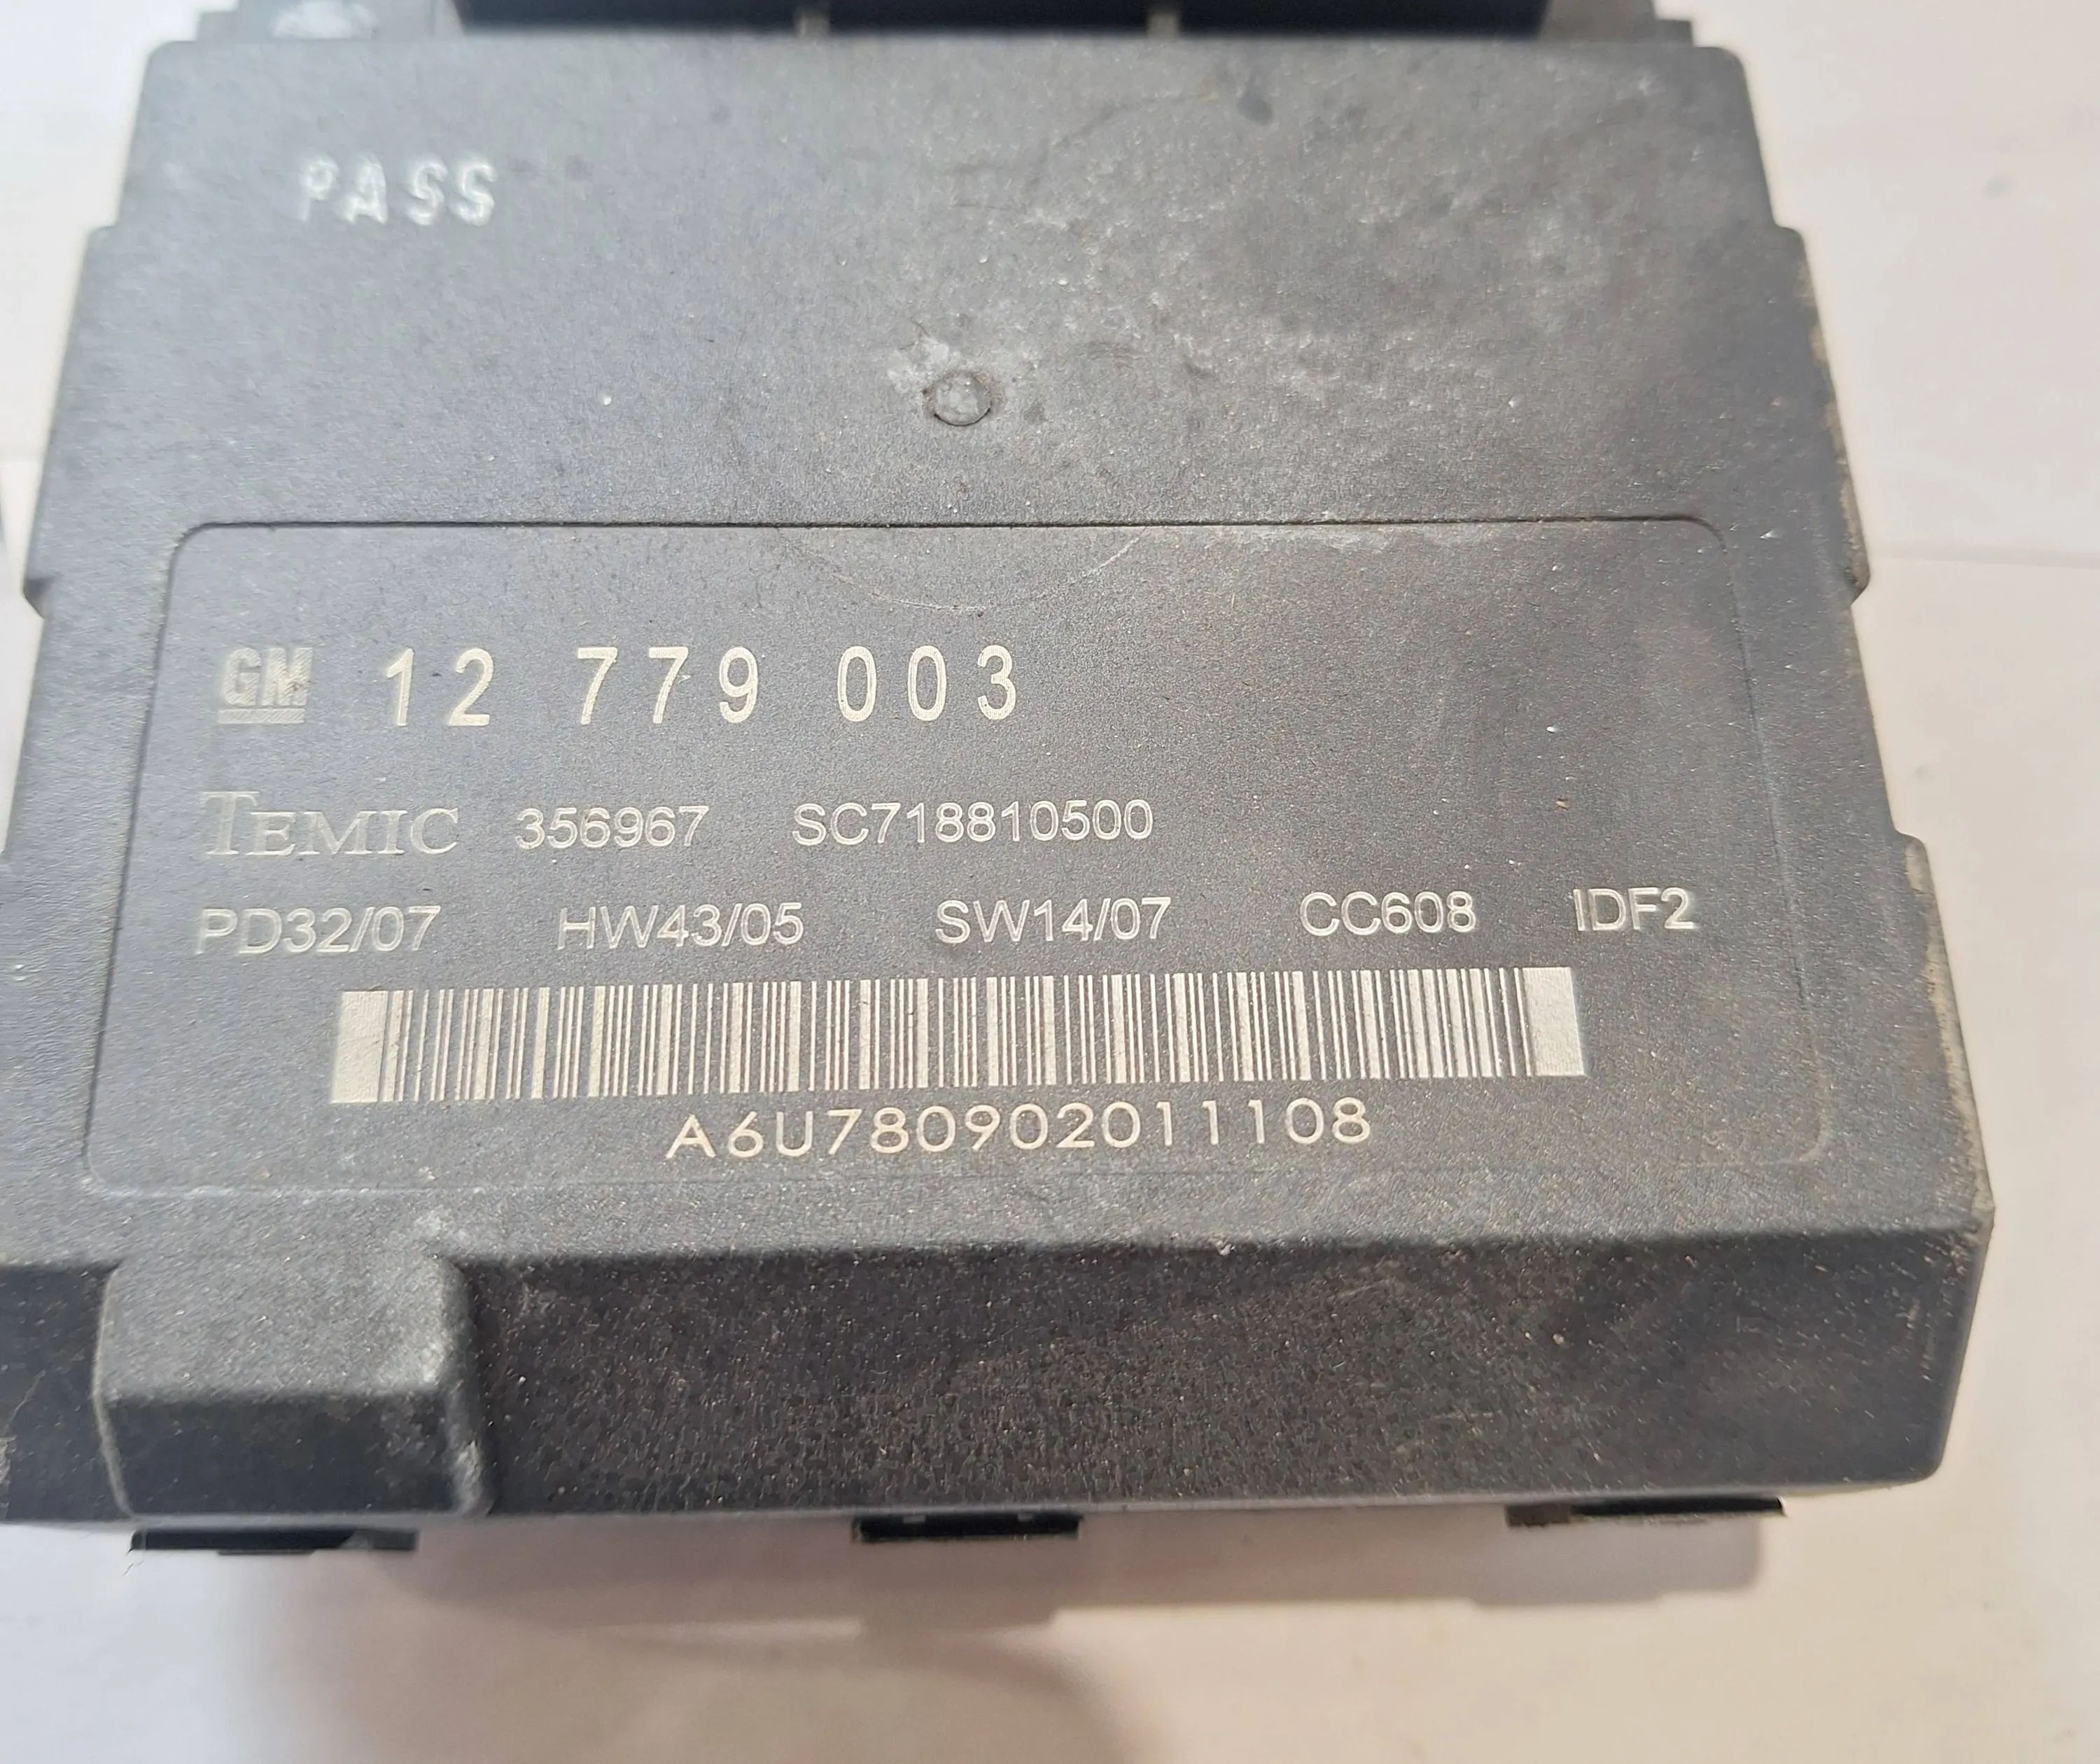 PASS
GM 12 779 003
TEMIC 356967 SC718810500
PD32/07 HW43/05 SW14/07 CC608 IDF2
A6U780902011108